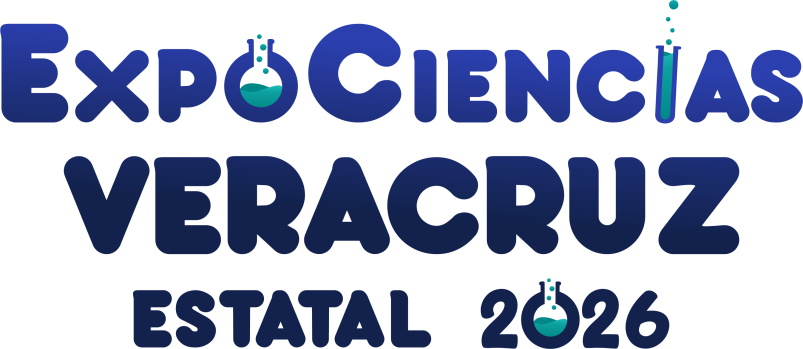 EXPOCIENCIAS
VERACRUZ
ESTATAL 2026